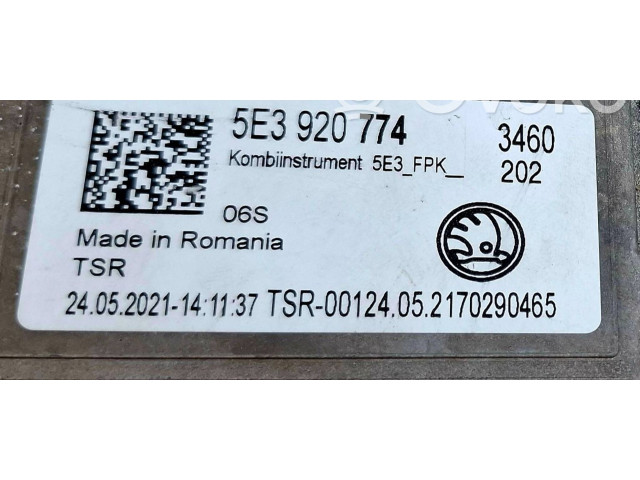 5E3 920 774 3460
Kombiinstrument 5E3_FPK__ 202
06S
Made in Romania
TSR
24.05.2021-14:11:37 TSR-00124.05.2170290465